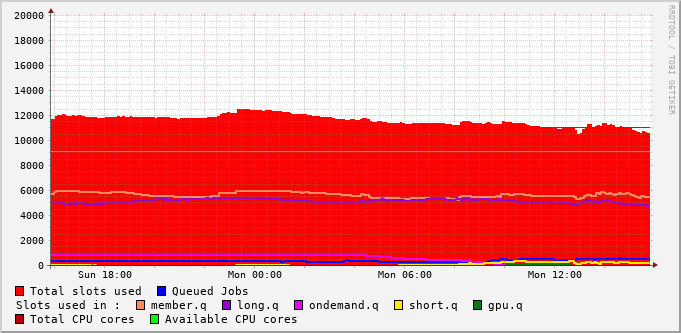 20000
18000
16000
14000
12000
10000
8000
6000
4000
2000
0
Sun 18:00 Mon 00:00 Mon 06:00 Mon 12:00
RRDTOOL / TOBI OETIKER
Total slots used Queued Jobs
Slots used in : member.q long.q ondemand.q short.q gpu.q
Total CPU cores Available CPU cores